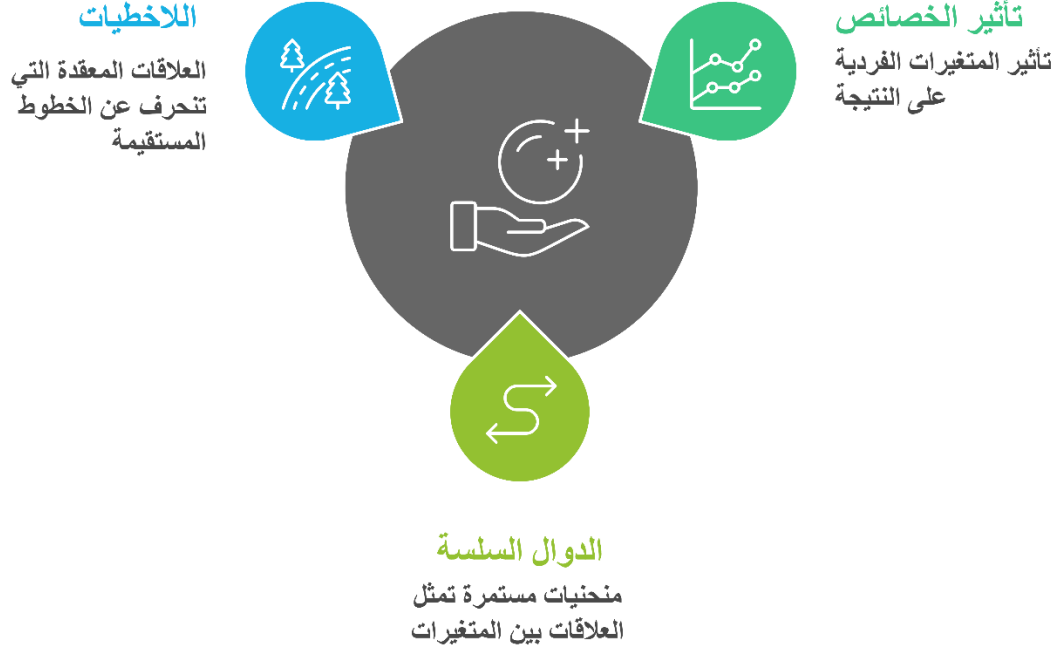 تأثير الخصائص
تأثير المتغيرات الفردية
على النتيجة
اللاخطيات
العلاقات المعقدة التي
تنحرف عن الخطوط
المستقيمة
الدوال السلسة
منحنيات مستمرة تمثل
العلاقات بين المتغيرات